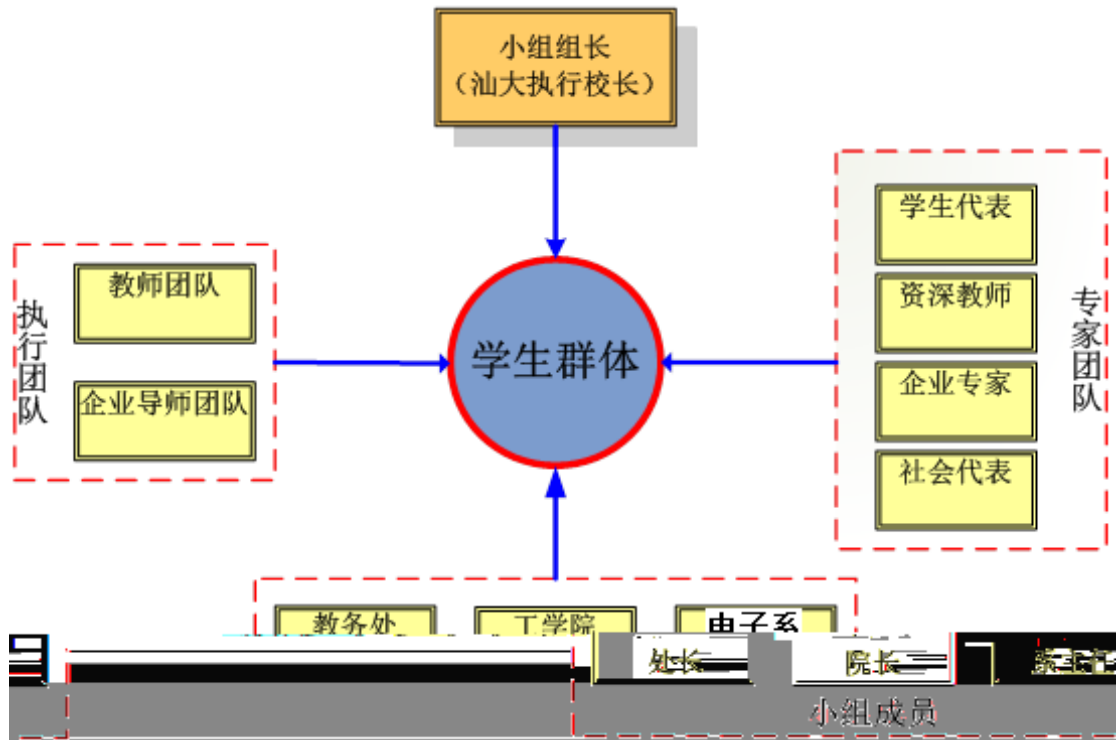 小组组长
（汕大执行校长）
执行团队
教师团队
企业导师团队
学生群体
专家团队
学生代表
资深教师
企业专家
社会代表
教务处
工学院
电子系
处长
院长
系主任
小组成员